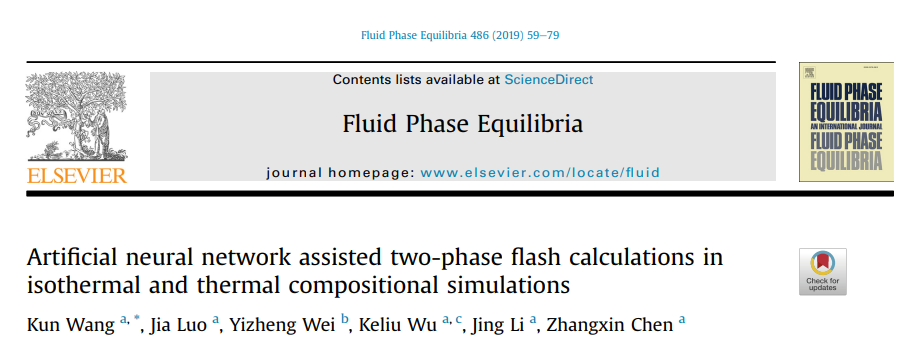 Fluid Phase Equilibria 486 (2019) 59–79
Contents lists available at ScienceDirect
Fluid Phase Equilibria
journal homepage: www.elsevier.com/locate/fluid
ELSEVIER
FLUID PHASE
EQUILIBRIA
AN INTERNATIONAL JOURNAL
FLUID PHASE
EQUILIBRIA
Artificial neural network assisted two-phase flash calculations in
isothermal and thermal compositional simulations
Check for
updates
Kun Wang a, *, Jia Luo a, Yizheng Wei b, Keliu Wu a, c, Jing Li a, Zhangxin Chen a